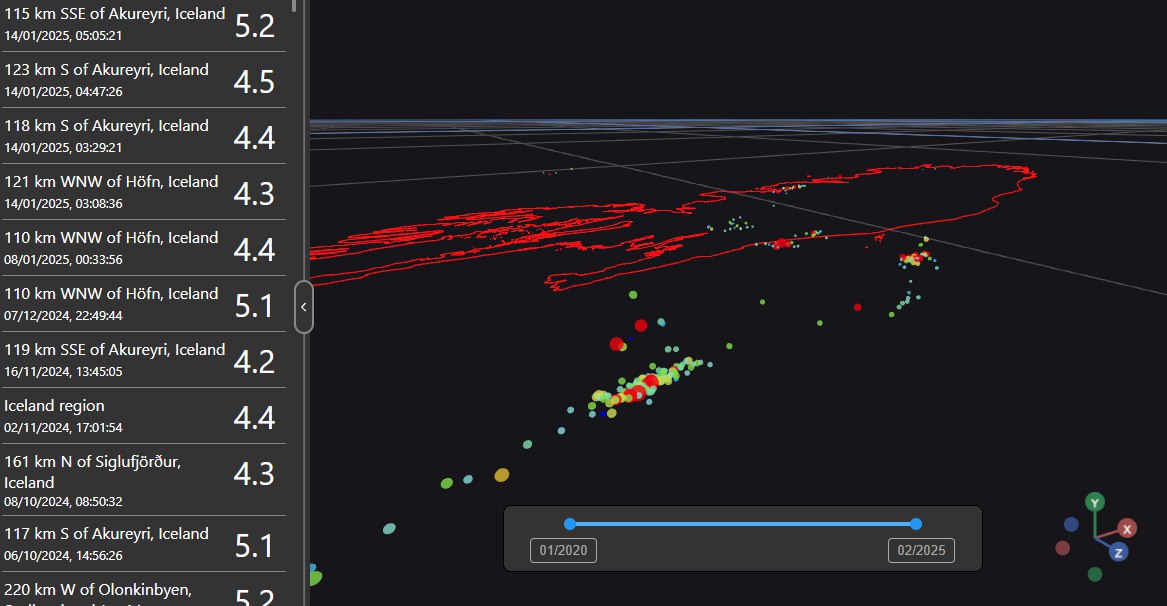 115 km SSE of Akureyri, Iceland
14/01/2025, 05:05:21
5.2
123 km S of Akureyri, Iceland
14/01/2025, 04:47:26
4.5
118 km S of Akureyri, Iceland
14/01/2025, 03:29:21
4.4
121 km WNW of Höfn, Iceland
14/01/2025, 03:08:36
4.3
110 km WNW of Höfn, Iceland
08/01/2025, 00:33:56
4.4
110 km WNW of Höfn, Iceland
07/12/2024, 22:49:44
5.1
119 km SSE of Akureyri, Iceland
16/11/2024, 13:45:05
4.2
Iceland region
02/11/2024, 17:01:54
4.4
161 km N of Siglufjörður,
Iceland
08/10/2024, 08:50:32
4.3
117 km S of Akureyri, Iceland
06/10/2024, 14:56:26
5.1
220 km W of Olonkinbyen,
5.2
01/2020
02/2025
Y
X
Z